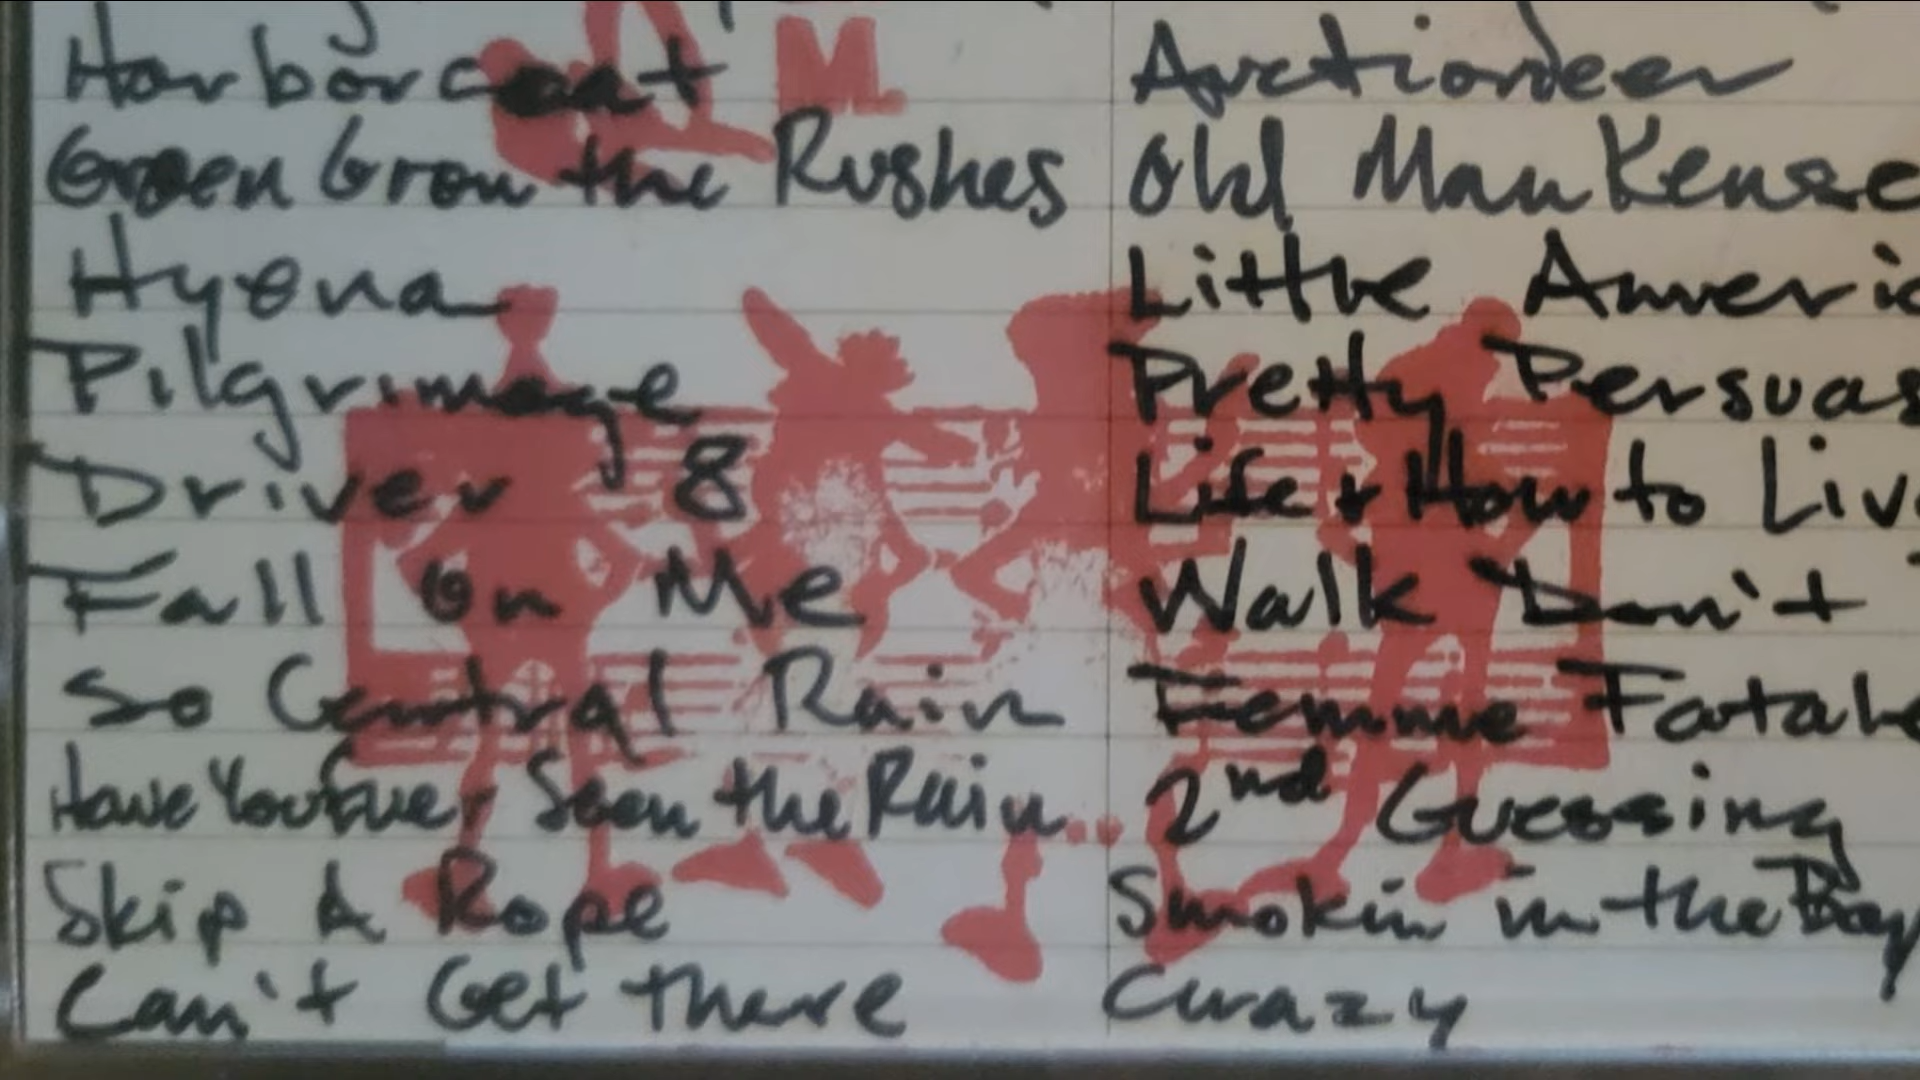 M.
Harborcoat
Green Grow the Rushes
Hyena
Pilgrimage
Driver 8
Fall On Me
So Central Rain
Have You Ever Seen the Rain
Skip A Rope
Can't Get There
Auctioneer
Old Man Kense
Little Americ
Pretty Persuas
Life + How to Liv
Walk Don't
Femme Fatale
2nd Guessing
Smokin in the Boy
Crazy